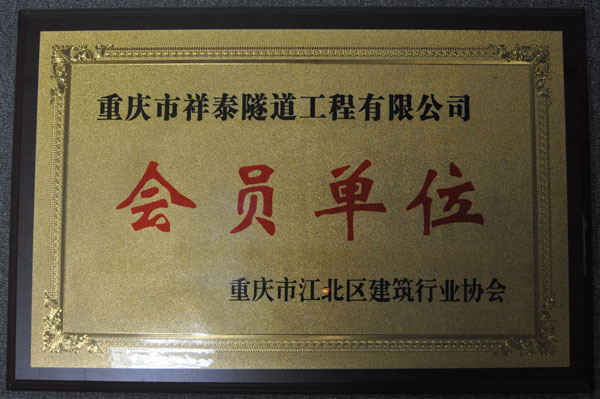 重庆市祥泰隧道工程有限公司
会员单位
重庆市江北区建筑行业协会